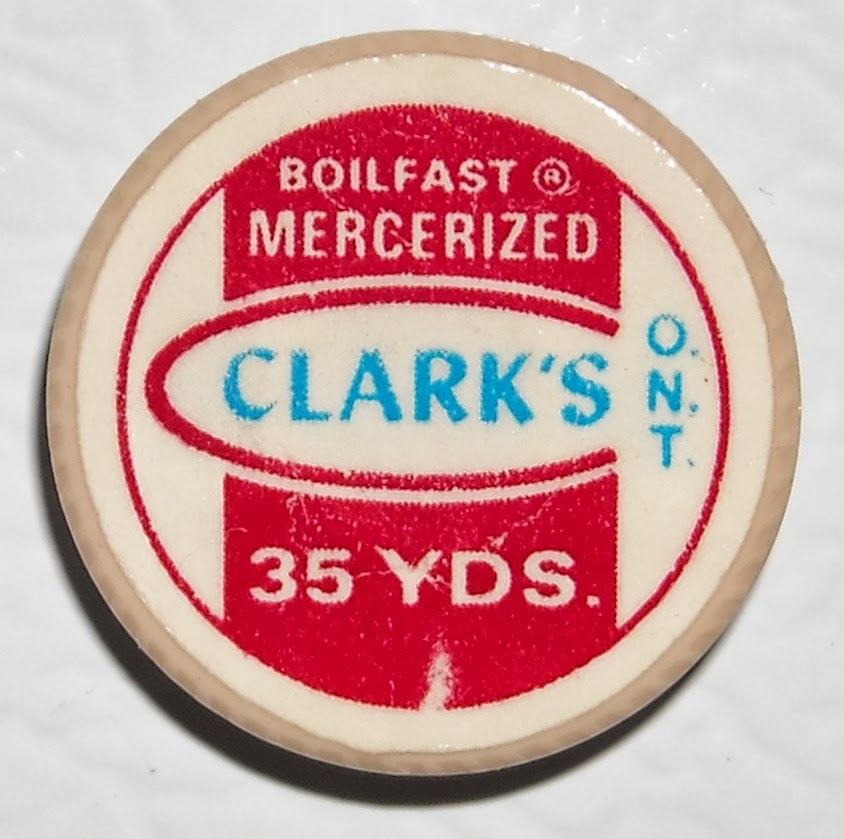 BOILFAST ®
MERCERIZED
CLARK'S
O.
N.
T.
35 YDS.